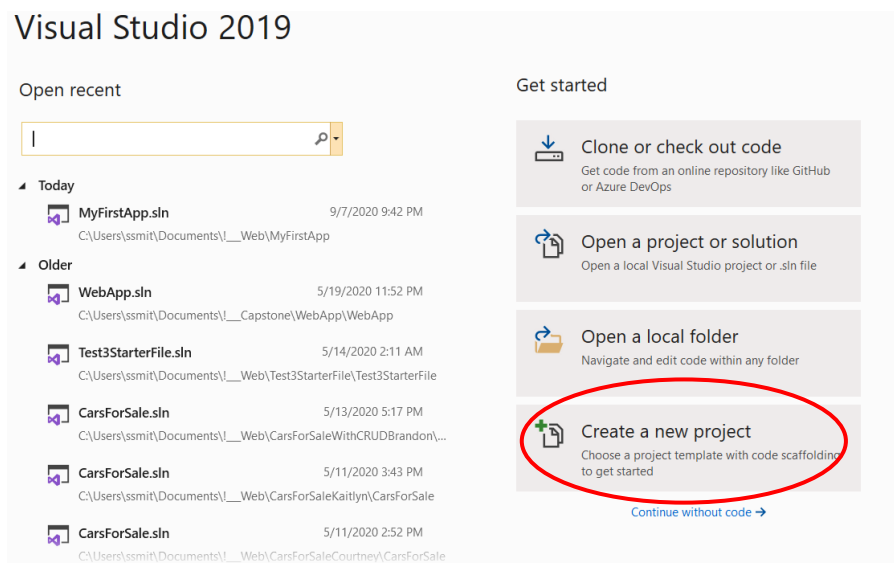 Visual Studio 2019
Open recent
Today
MyFirstApp.sln 9/7/2020 9:42 PM
C:\Users\ssmit\Documents\!___Web\MyFirstApp
Older
WebApp.sln 5/19/2020 11:52 PM
C:\Users\ssmit\Documents\!___Capstone\WebApp\WebApp
Test3StarterFile.sln 5/14/2020 2:11 AM
C:\Users\ssmit\Documents\!___Web\Test3StarterFile\Test3StarterFile
CarsForSale.sln 5/13/2020 5:17 PM
C:\Users\ssmit\Documents\!___Web\CarsForSaleWithCRUDBrandon\...
CarsForSale.sln 5/11/2020 3:43 PM
C:\Users\ssmit\Documents\!___Web\CarsForSaleKaitlyn\CarsForSale
CarsForSale.sln 5/11/2020 2:52 PM
C:\Users\ssmit\Documents\!___Web\CarsForSaleCourtney\CarsForSale
Get started
Clone or check out code
Get code from an online repository like GitHub
or Azure DevOps
Open a project or solution
Open a local Visual Studio project or .sln file
Open a local folder
Navigate and edit code within any folder
Create a new project
Choose a project template with code scaffolding
to get started
Continue without code →